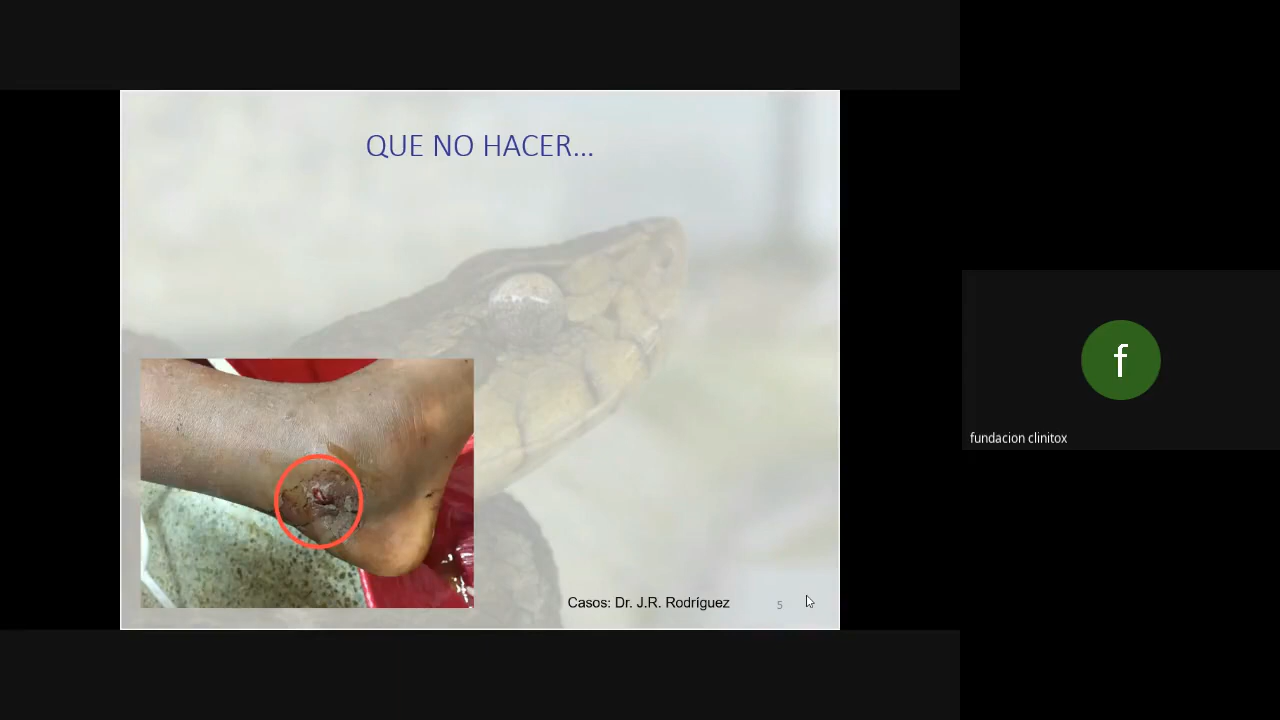 QUE NO HACER...
Casos: Dr. J.R. Rodríguez
5
f
fundacion clinitox